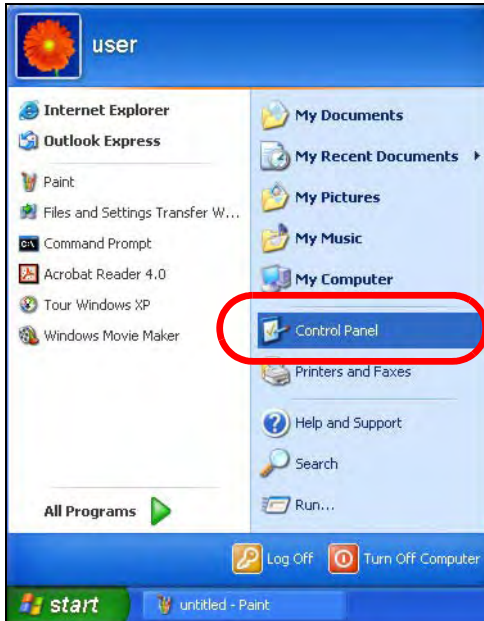 user
Internet Explorer
Outlook Express
Paint
Files and Settings Transfer W...
Command Prompt
Acrobat Reader 4.0
Tour Windows XP
Windows Movie Maker
All Programs
My Documents
My Recent Documents
My Pictures
My Music
My Computer
Control Panel
Printers and Faxes
Help and Support
Search
Run...
Log Off
Turn Off Computer
start
untitled - Paint